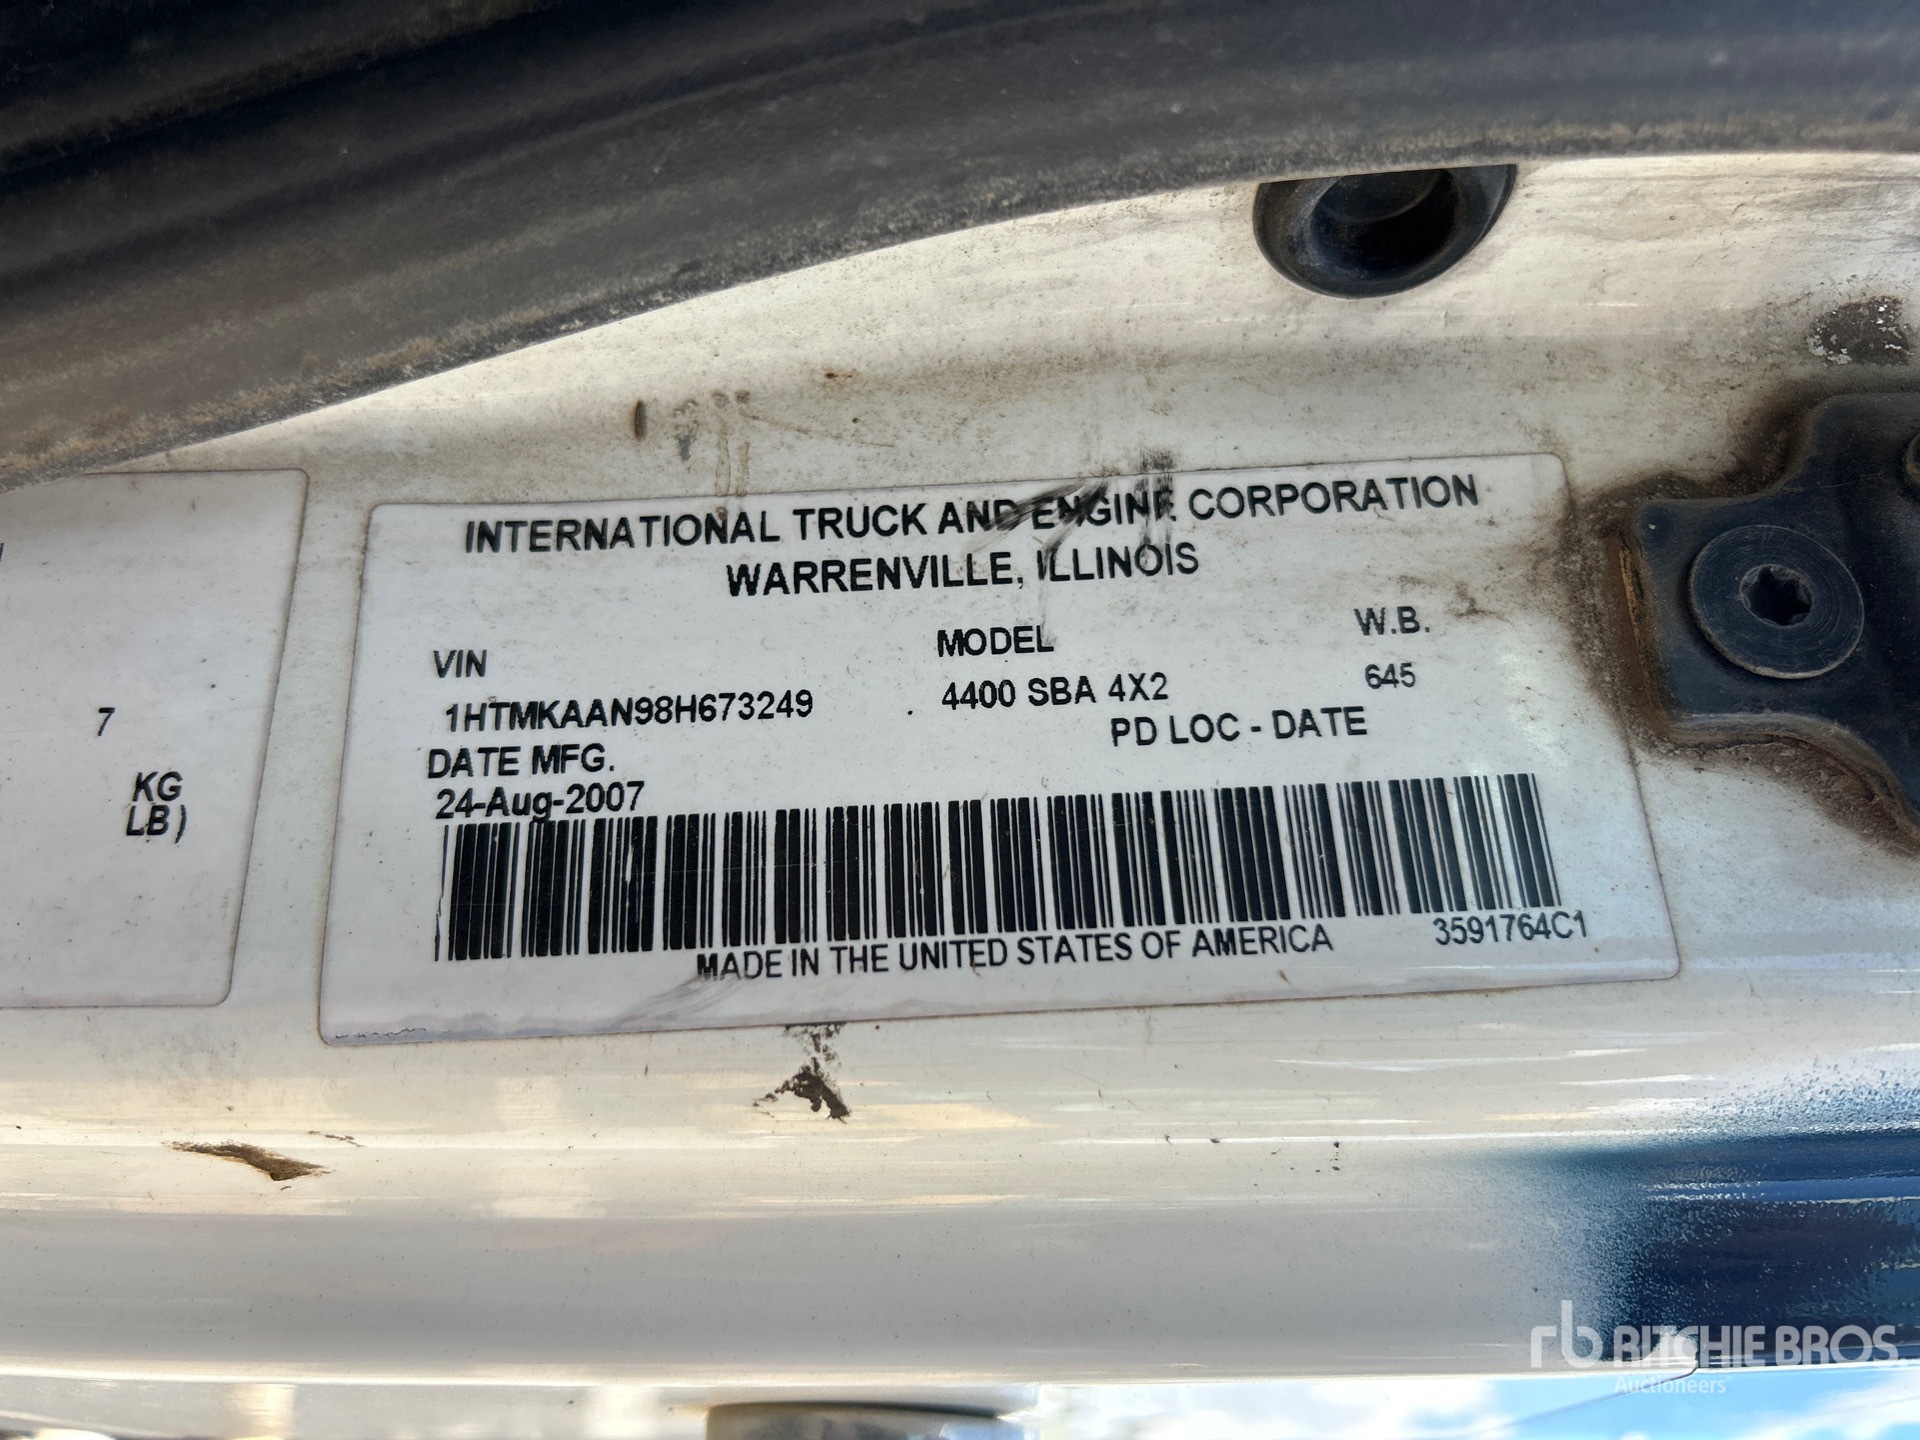 INTERNATIONAL TRUCK AND ENGINE CORPORATION
WARRENVILLE, ILLINOIS
VIN MODEL W.B.
1HTMKAAN98H673249 4400 SBA 4X2 645
DATE MFG. PD LOC - DATE
24-Aug-2007
MADE IN THE UNITED STATES OF AMERICA 3591764C1
7
KG
LB)
rb RITCHIE BROS.
Auctioneers